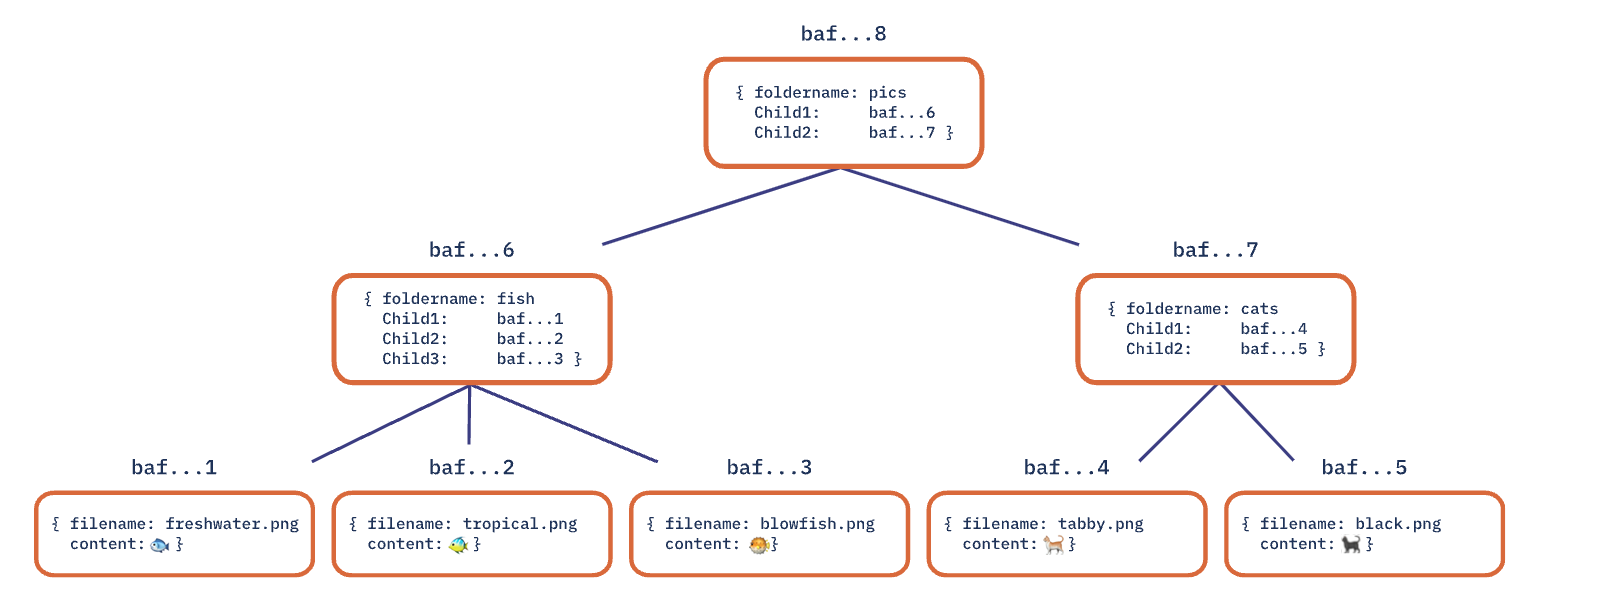 baf...8
{ foldername: pics
Child1: baf...6
Child2: baf...7 }
baf...6
{ foldername: fish
Child1: baf...1
Child2: baf...2
Child3: baf...3 }
baf...7
{ foldername: cats
Child1: baf...4
Child2: baf...5 }
baf...1
{ filename: freshwater.png
content: 🐟 }
baf...2
{ filename: tropical.png
content: 🐠 }
baf...3
{ filename: blowfish.png
content: 🐡 }
baf...4
{ filename: tabby.png
content: 🐈 }
baf...5
{ filename: black.png
content: 🐈‍⬛ }